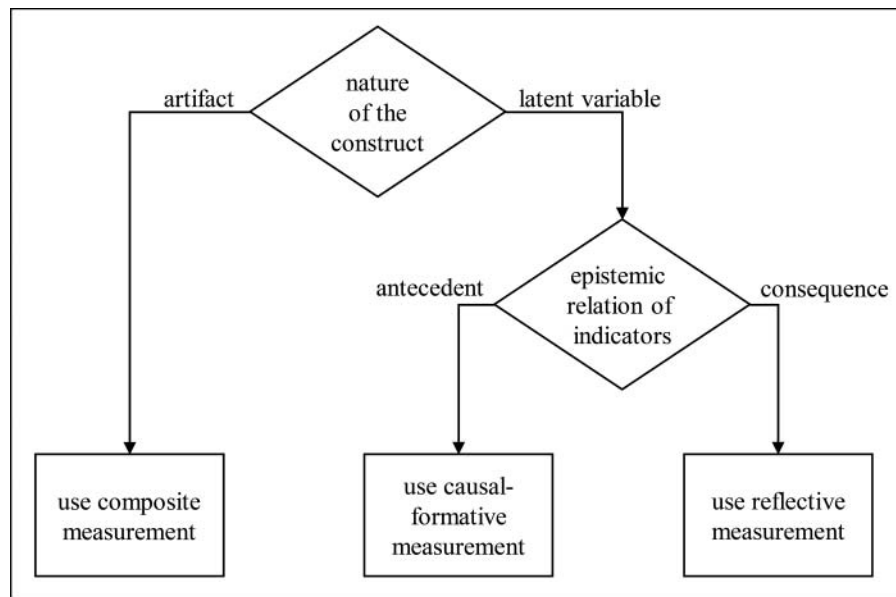 nature
of the
construct
artifact
latent variable
epistemic
relation of
indicators
antecedent
consequence
use composite
measurement
use causal-
formative
measurement
use reflective
measurement